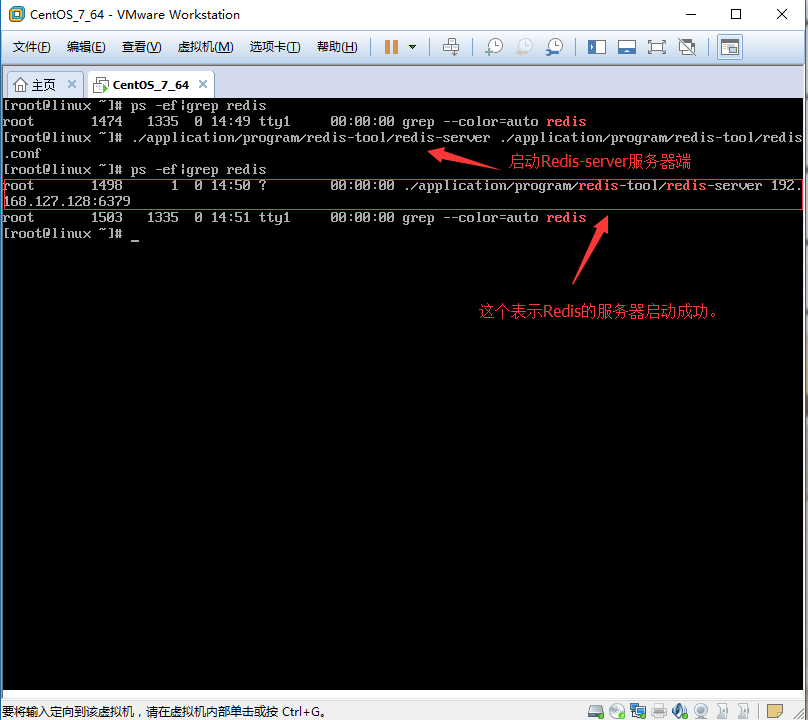 CentOS_7_64 - VMware Workstation
文件(F) 编辑(E) 查看(V) 虚拟机(M) 选项卡(T) 帮助(H)
主页 CentOS_7_64
[root@linux ~]# ps -ef|grep redis
root 1474 1335 0 14:49 tty1 00:00:00 grep --color=auto redis
[root@linux ~]# ./application/program/redis-tool/redis-server ./application/program/redis-tool/redis
.conf
启动Redis-server服务器端
[root@linux ~]# ps -ef|grep redis
root 1498 1 0 14:50 ? 00:00:00 ./application/program/redis-tool/redis-server 192.
168.127.128:6379
root 1503 1335 0 14:51 tty1 00:00:00 grep --color=auto redis
[root@linux ~]# _
这个表示Redis的服务器启动成功。
要将输入定向到该虚拟机，请在虚拟机内部单击或按 Ctrl+G。